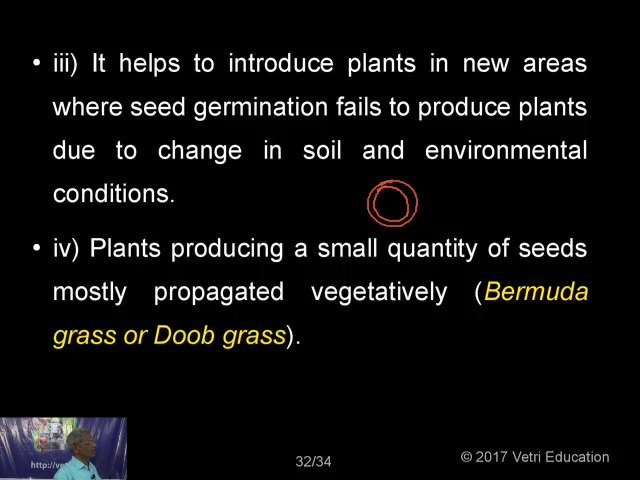 • iii) It helps to introduce plants in new areas
where seed germination fails to produce plants
due to change in soil and environmental
conditions.
• iv) Plants producing a small quantity of seeds
mostly propagated vegetatively (Bermuda
grass or Doob grass).
32/34
© 2017 Vetri Education